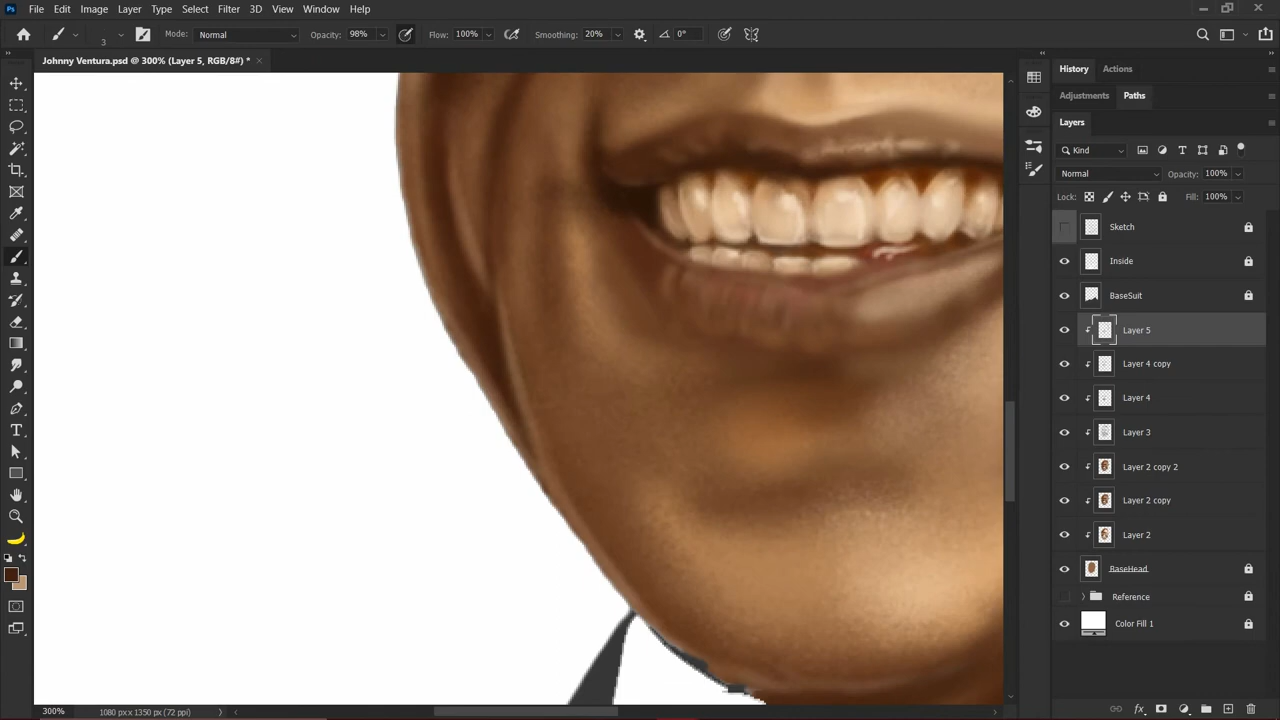 Ps File Edit Image Layer Type Select Filter 3D View Window Help
3 Mode: Normal Opacity: 98% Flow: 100% Smoothing: 20% 0°
Johnny Ventura.psd @ 300% (Layer 5, RGB/8#) * ×
History Actions
Adjustments Paths
Layers
Kind
Normal Opacity: 100%
Lock: Fill: 100%
Sketch
Inside
BaseSuit
Layer 5
Layer 4 copy
Layer 4
Layer 3
Layer 2 copy 2
Layer 2 copy
Layer 2
BaseHead
Reference
Color Fill 1
300% 1080 px x 1350 px (72 ppi)
fx